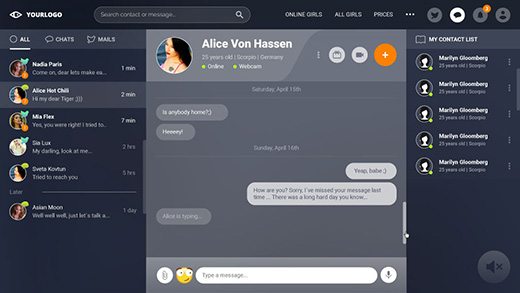 YOURLOGO
Search contact or message...
ONLINE GIRLS
ALL GIRLS
PRICES
ALL
CHATS
MAILS
Nadia Paris
Come on, dear lets make ea...
1 min
Alice Hot Chili
Hi my dear Tiger ;)))
2 min
Mia Flex
Yes, you were right! I tried to..
7 min
Sia Lux
My darling, look at me...
2 hrs
Sveta Kovturi
Tried to reach you
5 hrs
Later
Asian Moon
Well well well, just let`s talk a...
1 day
Alice Von Hassen
25 years old | Scorpio | Germany
Online
Webcam
Saturday, April 15th
Is anybody home?;)
Heeeey!
Sunday, April 16th
Yeap, babe ;)
How are you? Sorry, I`ve missed your message last
time ... There was a long hard day you know...
Alice is typing...
Type a message...
MY CONTACT LIST
Marilyn Gloomberg
25 years old | Scorpio
Marilyn Gloomberg
25 years old | Scorpio
Marilyn Gloomberg
25 years old | Scorpio
Marilyn Gloomberg
25 years old | Scorpio
Marilyn Gloomberg
25 years old | Scorpio